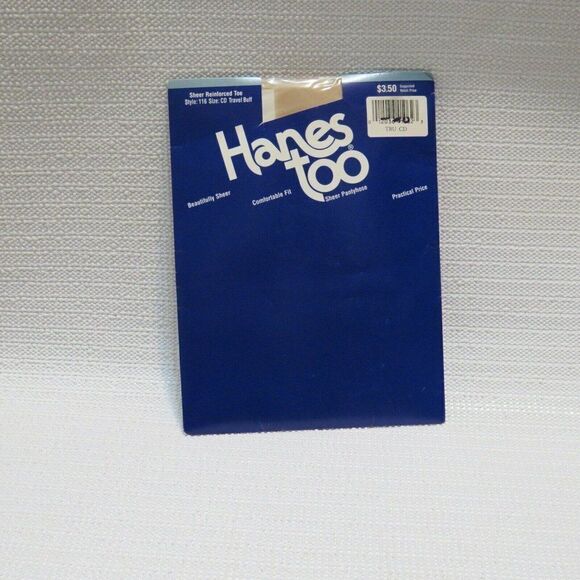 Sheer Reinforced Toe
Style: 116 Size: CD Travel Buff
$3.50 Suggested
Retail Price
TRU CD
Hanes
too®
Beautifully Sheer
Comfortable Fit
Sheer Pantyhose
Practical Price